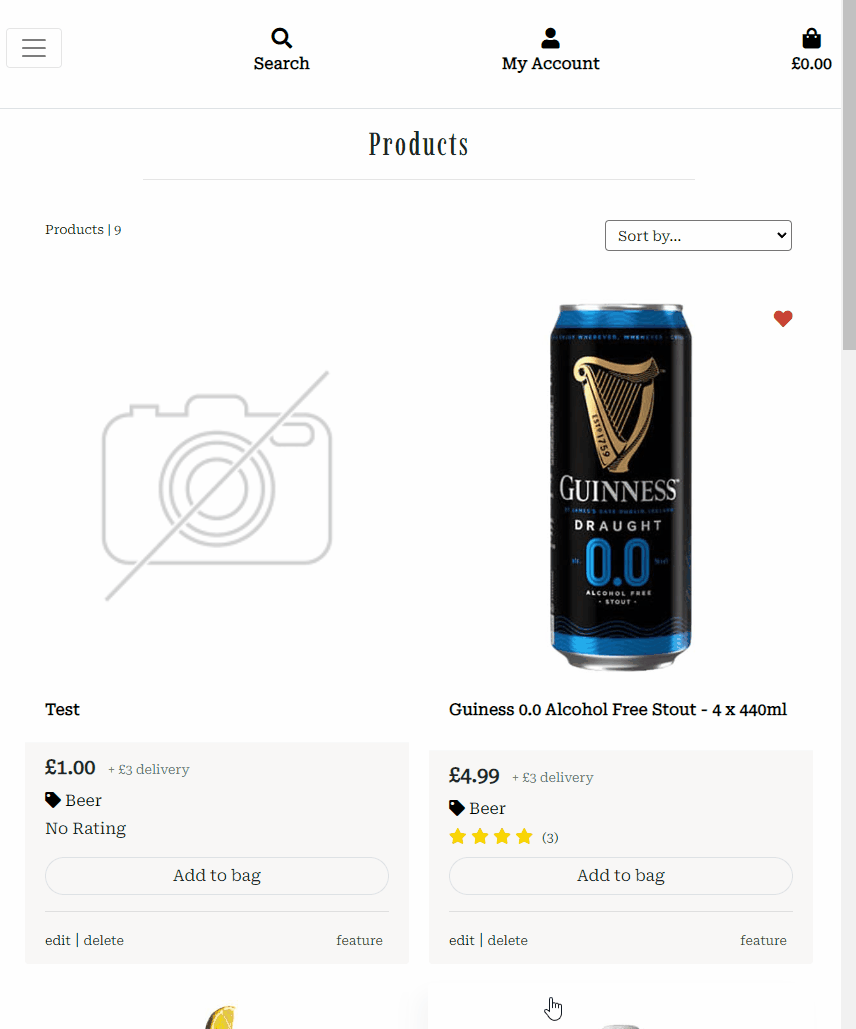 Search
My Account
£0.00
Products
Products | 9
Sort by...
ESTD 1759
GUINNESS
DRAUGHT
0.0
ALCOHOL FREE
- STOUT -
Test
Guiness 0.0 Alcohol Free Stout - 4 x 440ml
£1.00 + £3 delivery
Beer
No Rating
Add to bag
edit | delete feature
£4.99 + £3 delivery
Beer
(3)
Add to bag
edit | delete feature